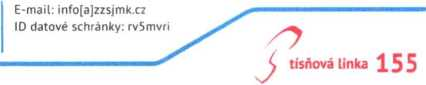 E-mail: info[a]zzsjmk.cz
ID datové schránky: rv5mvri
tísňová linka 155